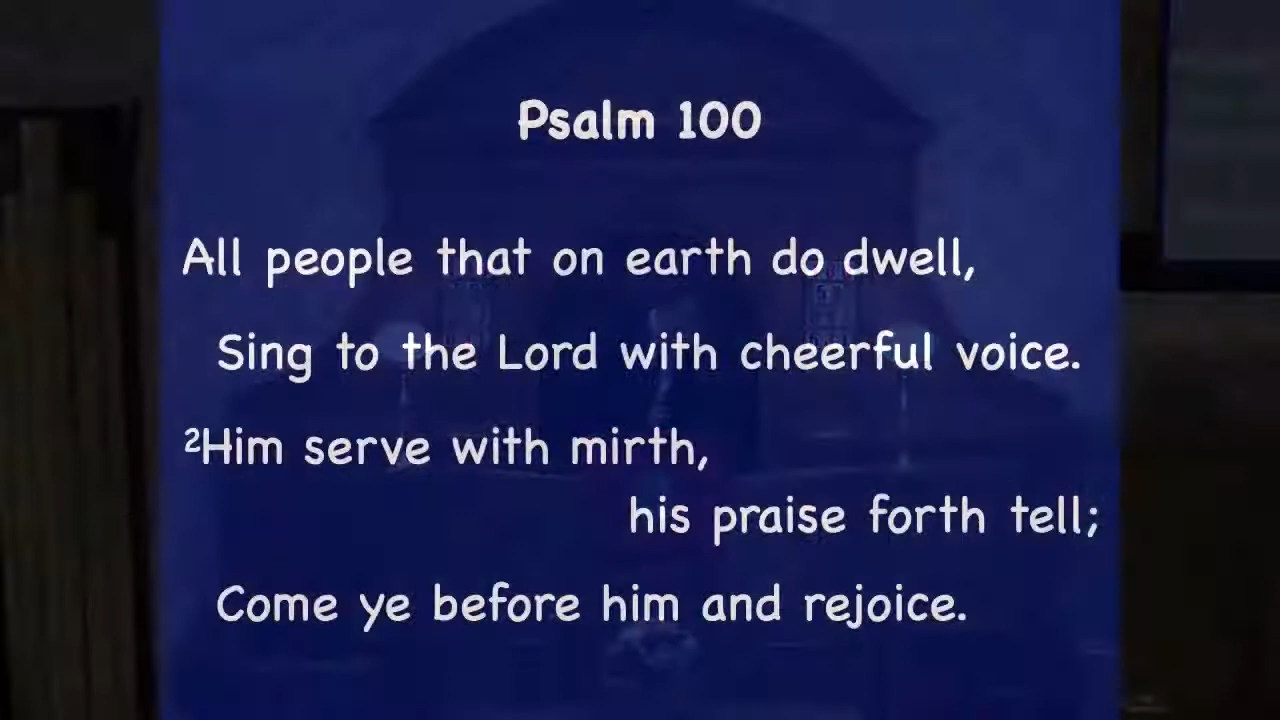 Psalm 100
All people that on earth do dwell,
Sing to the Lord with cheerful voice.
²Him serve with mirth,
his praise forth tell;
Come ye before him and rejoice.